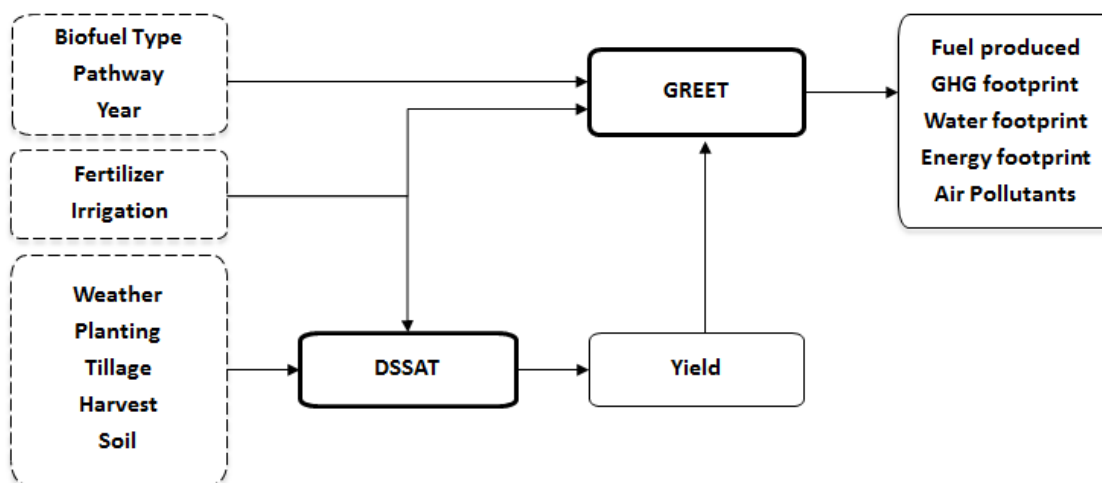 Biofuel Type
Pathway
Year
Fertilizer
Irrigation
Weather
Planting
Tillage
Harvest
Soil
DSSAT
Yield
GREET
Fuel produced
GHG footprint
Water footprint
Energy footprint
Air Pollutants